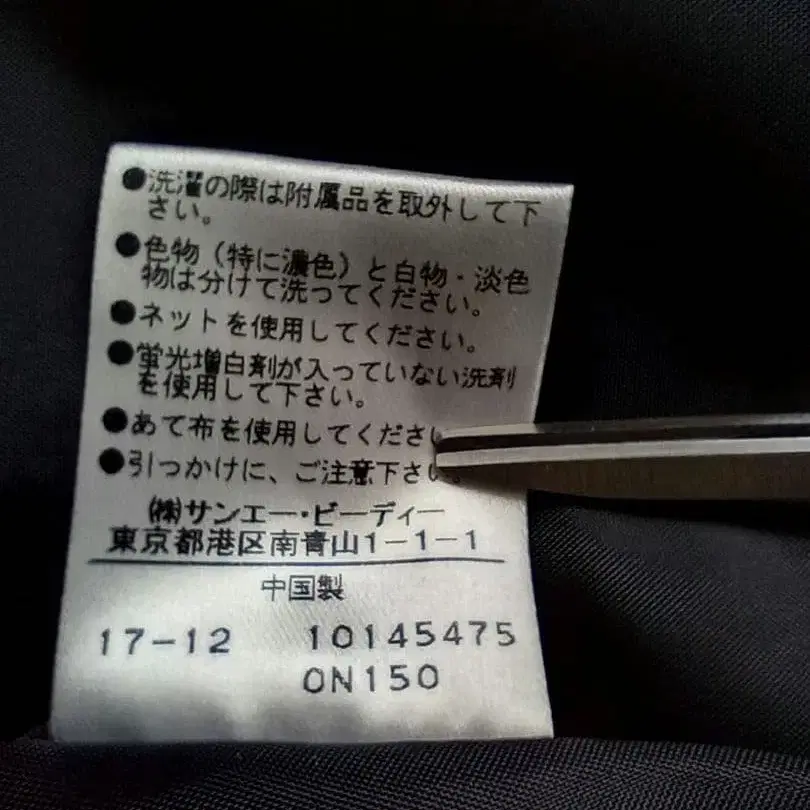 ●洗濯の際は附属品を取外して下
さい。
●色物（特に濃色）と白物・淡色
物は分けて洗ってください。
●ネットを使用してください。
●蛍光増白剤が入っていない洗剤
を使用して下さい。
●あて布を使用してくださ
●引っかけに、ご注意下さい。
㈱サンエー・ビーディー
東京都港区南青山1-1-1
中国製
17-12 10145475
0N150